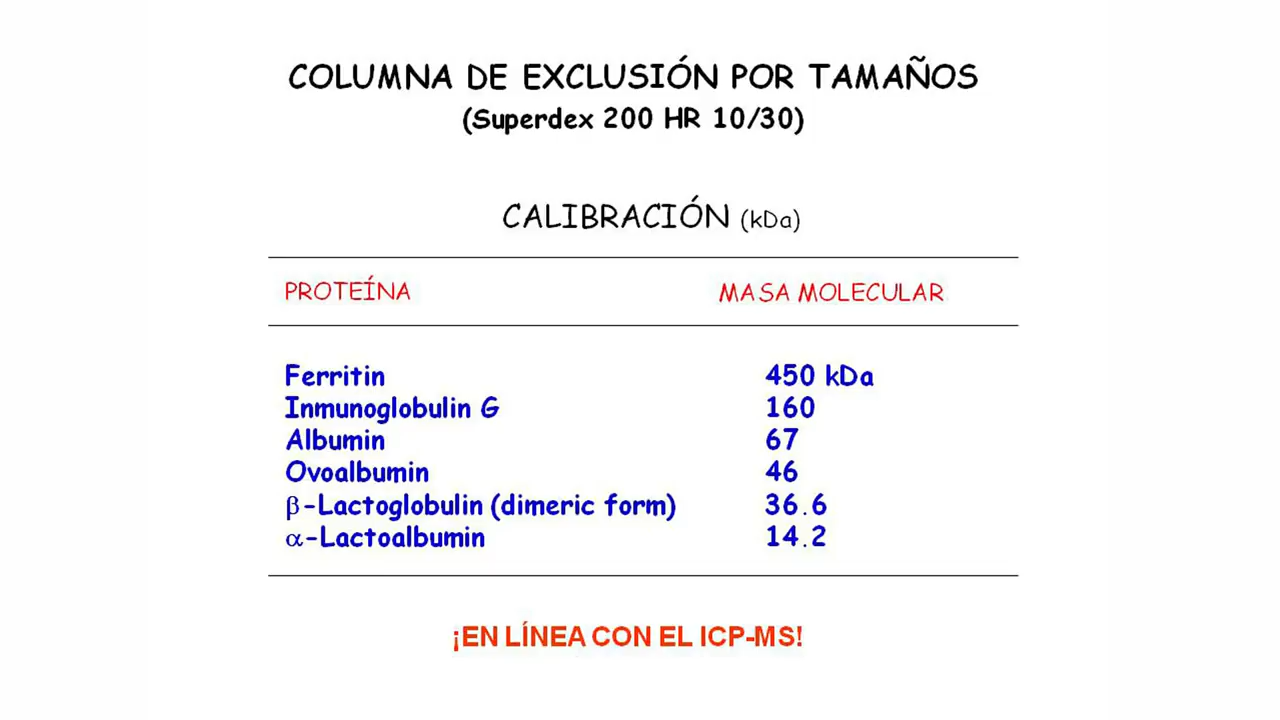 COLUMNA DE EXCLUSIÓN POR TAMAÑOS
(Superdex 200 HR 10/30)
CALIBRACIÓN (kDa)
PROTEÍNA MASA MOLECULAR
Ferritin 450 kDa
Inmunoglobulin G 160
Albumin 67
Ovoalbumin 46
β-Lactoglobulin (dimeric form) 36.6
α-Lactoalbumin 14.2
¡EN LÍNEA CON EL ICP-MS!